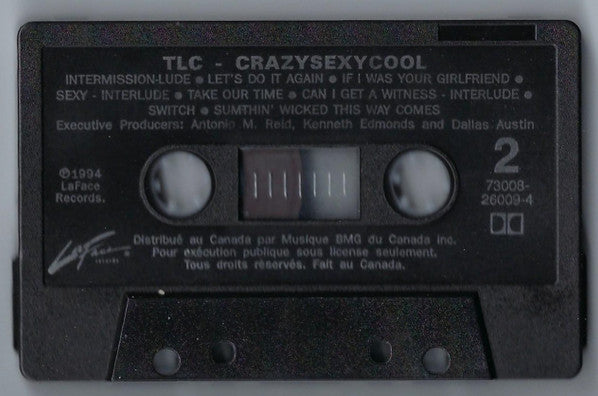 TLC - CRAZYSEXYCOOL
INTERMISSION-LUDE ● LET'S DO IT AGAIN ● IF I WAS YOUR GIRLFRIEND ●
SEXY - INTERLUDE ● TAKE OUR TIME ● CAN I GET A WITNESS - INTERLUDE ●
SWITCH ● SUMTHIN' WICKED THIS WAY COMES
Executive Producers: Antonio M. Reid, Kenneth Edmonds and Dallas Austin
℗1994
LaFace
Records.
2
73008-
26009-4
LaFace
RECORDS ®
Distribué au Canada par Musique BMG du Canada Inc.
Pour exécution publique sous license seulement.
Tous droits réservés. Fait au Canada.